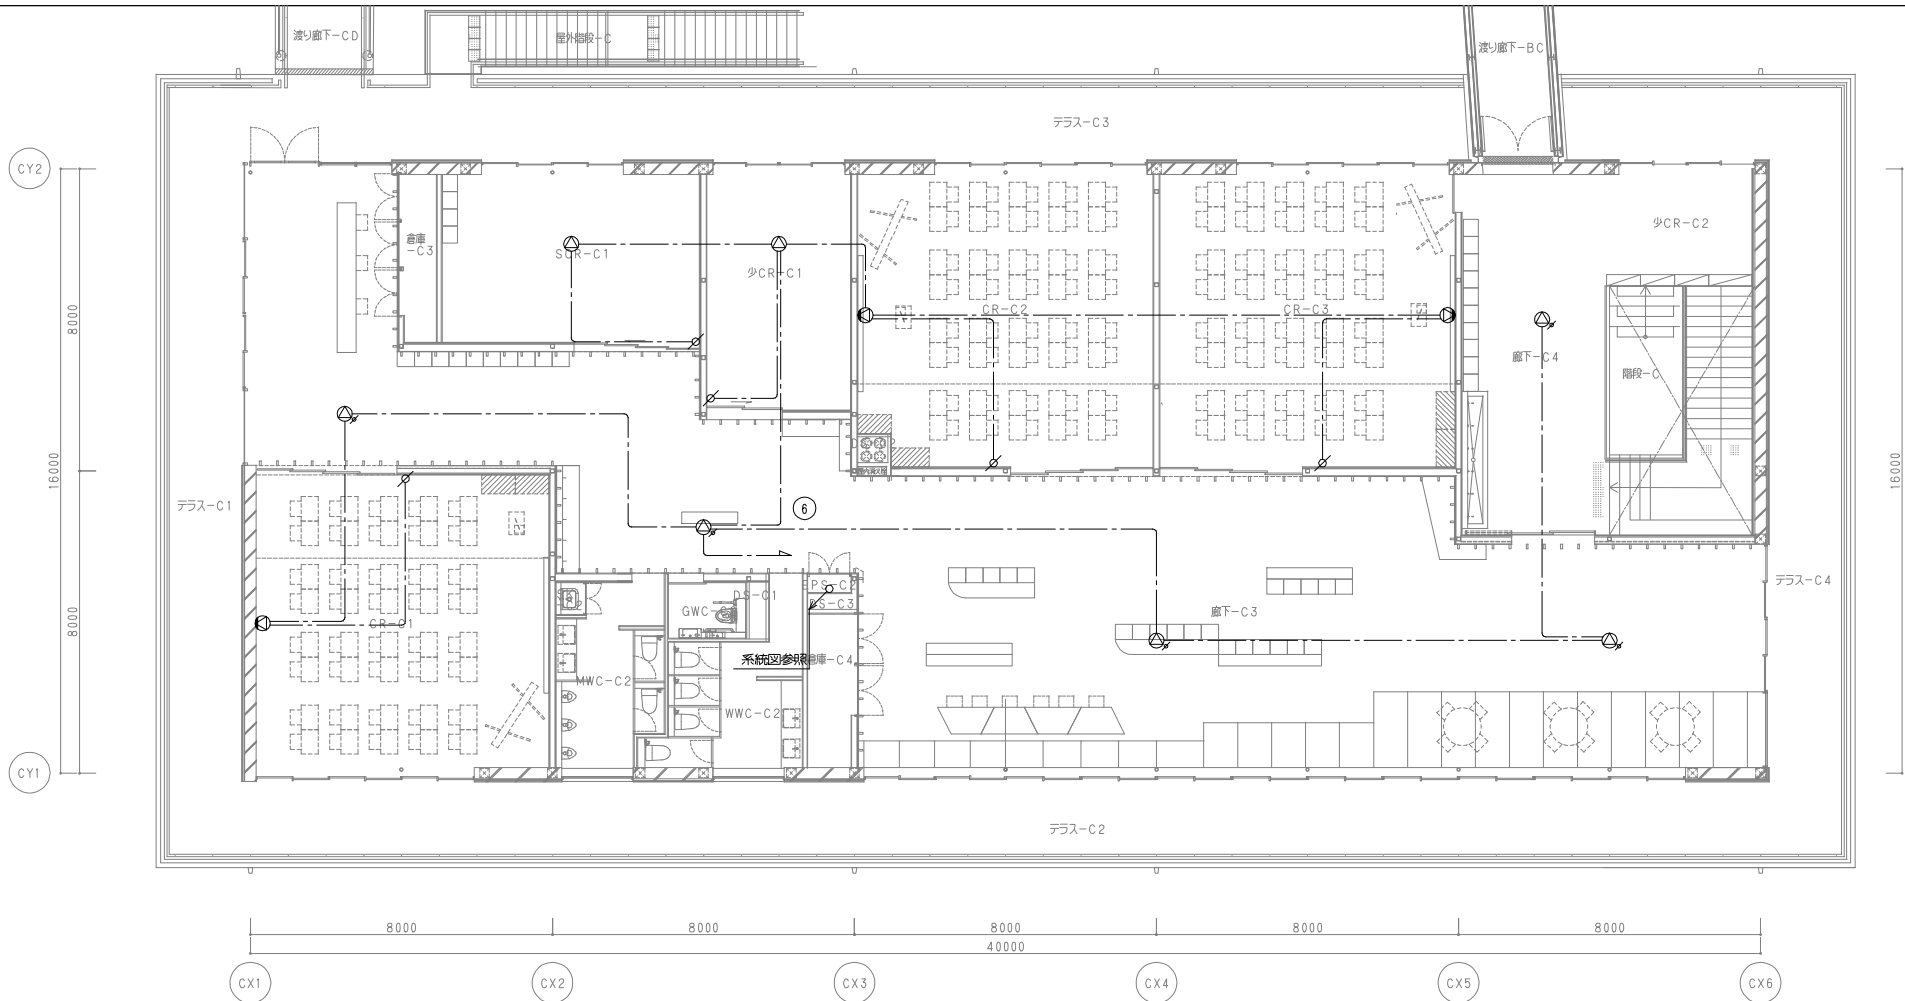 渡り廊下-CD
屋外階段-C
渡り廊下-BC
テラス-C3
CY2
倉庫
-C3
SCR-C1
少CR-C1
CR-C2
CR-C3
少CR-C2
廊下-C4
階段-C
8000
16000
8000
16000
テラス-C1
6
テラス-C4
EPS-C2
DS-C1
PS-C3
GWC-C
CR-C1
廊下-C3
系統図参照
倉庫-C4
MWC-C2
WWC-C2
CY1
テラス-C2
8000
8000
8000
8000
8000
40000
CX1
CX2
CX3
CX4
CX5
CX6